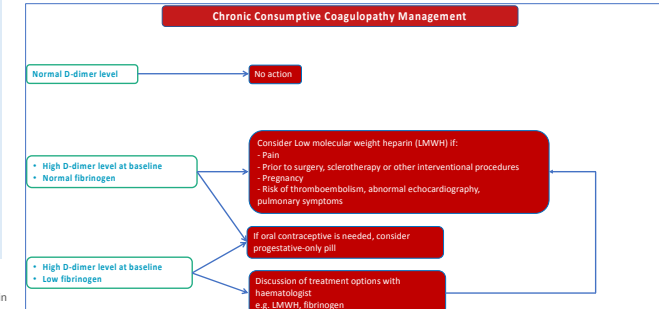 Chronic Consumptive Coagulopathy Management
Normal D-dimer level
No action
• High D-dimer level at baseline
• Normal fibrinogen
Consider Low molecular weight heparin (LMWH) if:
- Pain
- Prior to surgery, sclerotherapy or other interventional procedures
- Pregnancy
- Risk of thromboembolism, abnormal echocardiography,
pulmonary symptoms
If oral contraceptive is needed, consider
progestative-only pill
• High D-dimer level at baseline
• Low fibrinogen
Discussion of treatment options with
haematologist
e.g. LMWH, fibrinogen
in